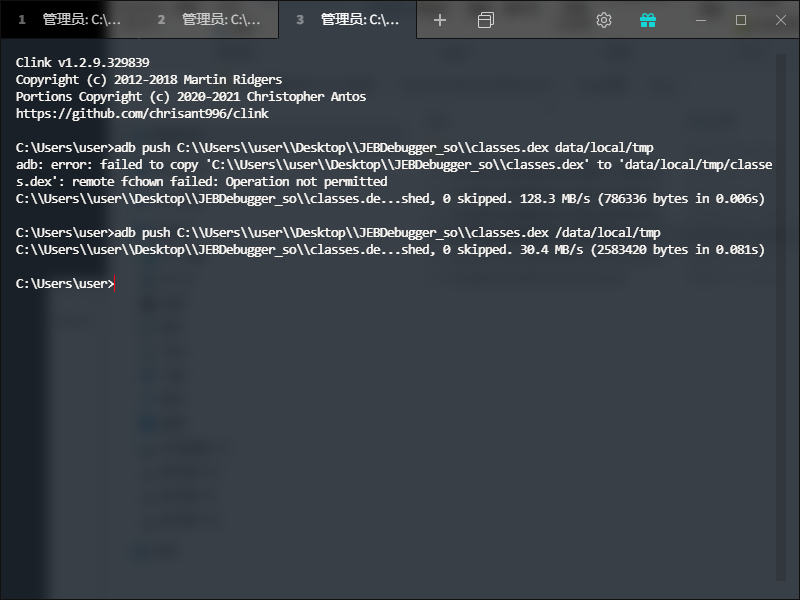 1 管理员: C:\... 2 管理员: C:\... 3 管理员: C:\...
Clink v1.2.9.329839
Copyright (c) 2012-2018 Martin Ridgers
Portions Copyright (c) 2020-2021 Christopher Antos
https://github.com/chrisant996/clink
C:\Users\user>adb push C:\\Users\\user\\Desktop\\JEBDebugger_so\\classes.dex data/local/tmp
adb: error: failed to copy 'C:\\Users\\user\\Desktop\\JEBDebugger_so\\classes.dex' to 'data/local/tmp/classe
s.dex': remote fchown failed: Operation not permitted
C:\\Users\\user\\Desktop\\JEBDebugger_so\\classes.de...shed, 0 skipped. 128.3 MB/s (786336 bytes in 0.006s)
C:\Users\user>adb push C:\\Users\\user\\Desktop\\JEBDebugger_so\\classes.dex /data/local/tmp
C:\\Users\\user\\Desktop\\JEBDebugger_so\\classes.de...shed, 0 skipped. 30.4 MB/s (2583420 bytes in 0.081s)
C:\Users\user>